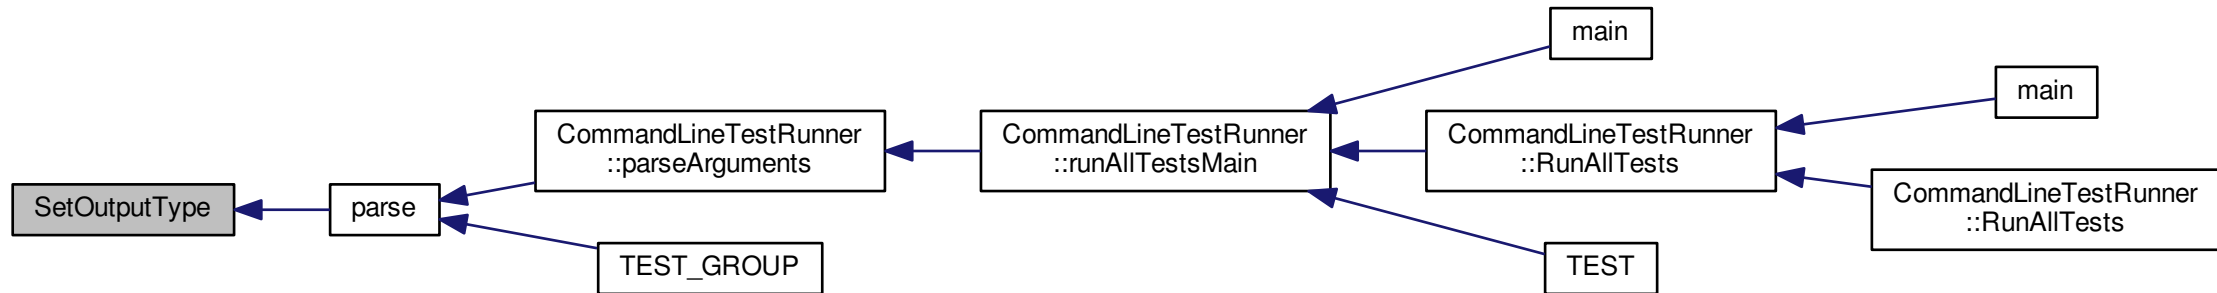 main
main
CommandLineTestRunner
::parseArguments
CommandLineTestRunner
::runAllTestsMain
CommandLineTestRunner
::RunAllTests
CommandLineTestRunner
::RunAllTests
SetOutputType
parse
TEST_GROUP
TEST